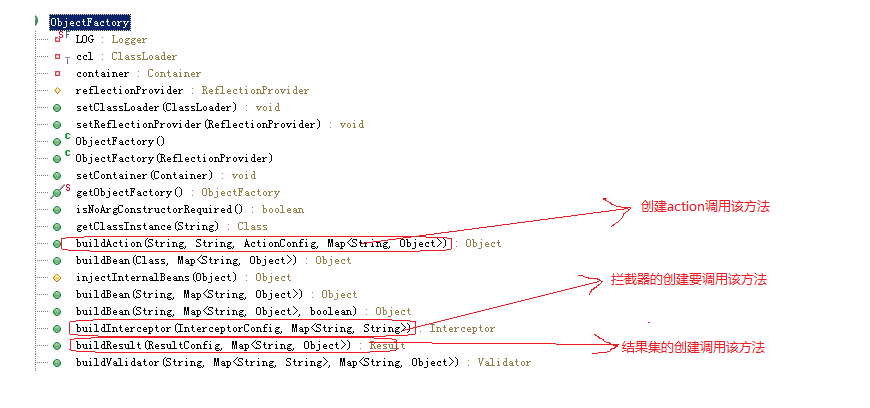 ObjectFactory
LOG : Logger
ccl : ClassLoader
container : Container
reflectionProvider : ReflectionProvider
setClassLoader(ClassLoader) : void
setReflectionProvider(ReflectionProvider) : void
ObjectFactory()
ObjectFactory(ReflectionProvider)
setContainer(Container) : void
getObjectFactory() : ObjectFactory
isNoArgConstructorRequired() : boolean
创建action调用该方法
getClassInstance(String) : Class
buildAction(String, String, ActionConfig, Map<String, Object>) : Object
buildBean(Class, Map<String, Object>) : Object
injectInternalBeans(Object) : Object
拦截器的创建要调用该方法
buildBean(String, Map<String, Object>) : Object
buildBean(String, Map<String, Object>, boolean) : Object
buildInterceptor(InterceptorConfig, Map<String, String>) : Interceptor
buildResult(ResultConfig, Map<String, Object>) : Result
结果集的创建调用该方法
buildValidator(String, Map<String, String>, Map<String, Object>) : Validator